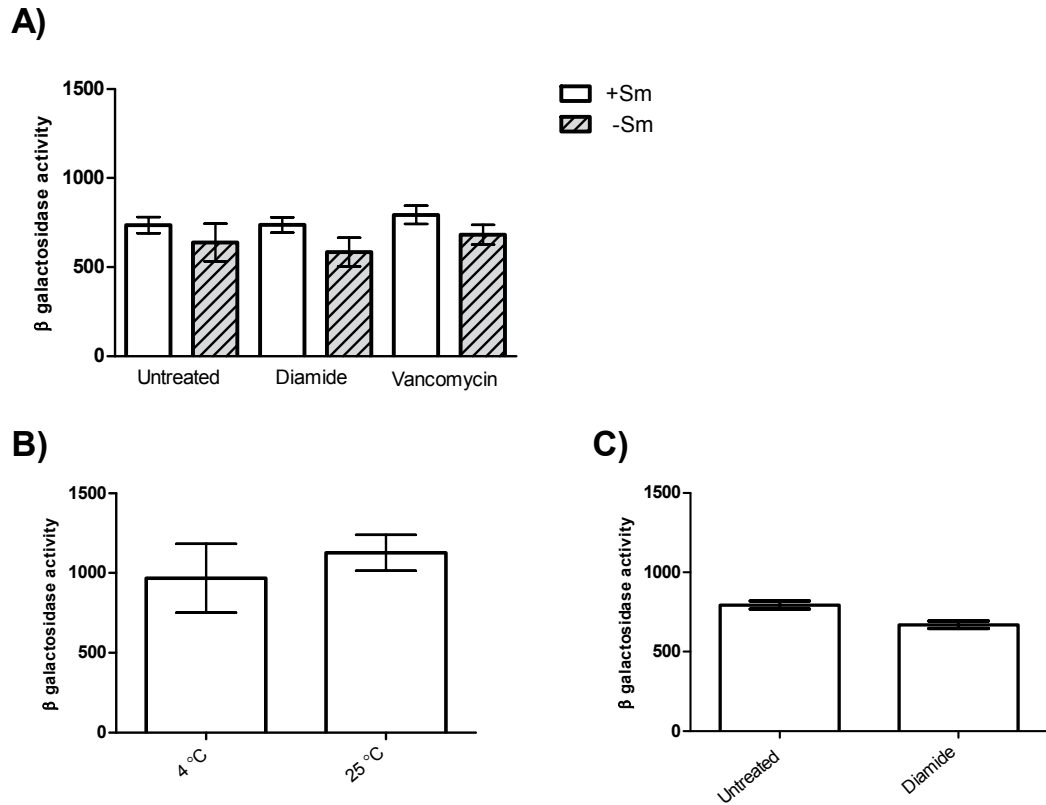 A)
β galactosidase activity
1500
1000
500
0
Untreated
Diamide
Vancomycin
+Sm
-Sm
B)
β galactosidase activity
1500
1000
500
0
4 °C
25 °C
C)
β galactosidase activity
1500
1000
500
0
Untreated
Diamide